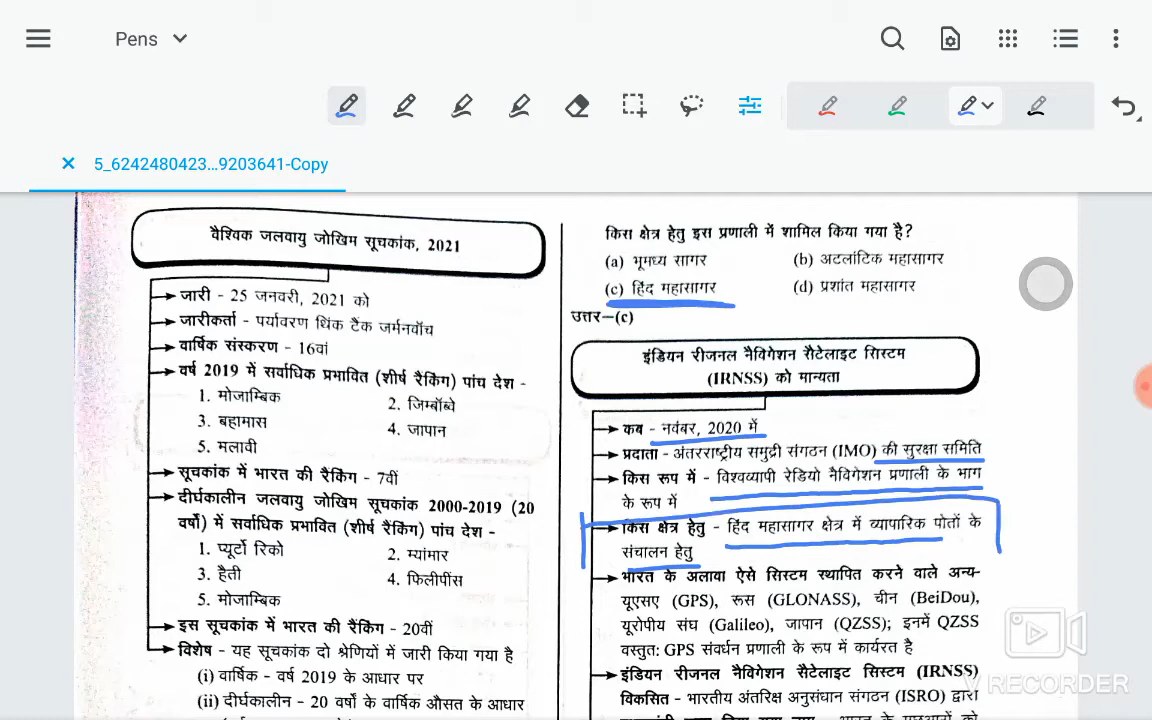 Pens
5_6242480423...9203641-Copy
वैश्विक जलवायु जोखिम सूचकांक, 2021
जारी - 25 जनवरी, 2021 को
जारीकर्ता - पर्यावरण थिंक टैंक जर्मनवॉच
वार्षिक संस्करण - 16वां
वर्ष 2019 में सर्वाधिक प्रभावित (शीर्ष रैंकिंग) पांच देश -
1. मोजाम्बिक 2. जिम्बॉब्वे
3. बहामास 4. जापान
5. मलावी
सूचकांक में भारत की रैंकिंग - 7वीं
दीर्घकालीन जलवायु जोखिम सूचकांक 2000-2019 (20
वर्षों) में सर्वाधिक प्रभावित (शीर्ष रैंकिंग) पांच देश -
1. प्यूर्टो रिको 2. म्यांमार
3. हैती 4. फिलीपींस
5. मोजाम्बिक
इस सूचकांक में भारत की रैंकिंग - 20वीं
विशेष - यह सूचकांक दो श्रेणियों में जारी किया गया है
(i) वार्षिक - वर्ष 2019 के आधार पर
(ii) दीर्घकालीन - 20 वर्षों के वार्षिक औसत के आधार
किस क्षेत्र हेतु इस प्रणाली में शामिल किया गया है?
(a) भूमध्य सागर (b) अटलांटिक महासागर
(c) हिंद महासागर (d) प्रशांत महासागर
उत्तर–(c)
इंडियन रीजनल नैविगेशन सैटेलाइट सिस्टम
(IRNSS) को मान्यता
कब - नवंबर, 2020 में
प्रदाता - अंतरराष्ट्रीय समुद्री संगठन (IMO) की सुरक्षा समिति
किस रूप में - विश्वव्यापी रेडियो नैविगेशन प्रणाली के भाग
के रूप में
किस क्षेत्र हेतु - हिंद महासागर क्षेत्र में व्यापारिक पोतों के
संचालन हेतु
भारत के अलावा ऐसे सिस्टम स्थापित करने वाले अन्य-
यूएसए (GPS), रूस (GLONASS), चीन (BeiDou),
यूरोपीय संघ (Galileo), जापान (QZSS); इनमें QZSS
वस्तुत: GPS संवर्धन प्रणाली के रूप में कार्यरत है
इंडियन रीजनल नैविगेशन सैटेलाइट सिस्टम (IRNSS)
विकसित - भारतीय अंतरिक्ष अनुसंधान संगठन (ISRO) द्वारा
V RECORDER